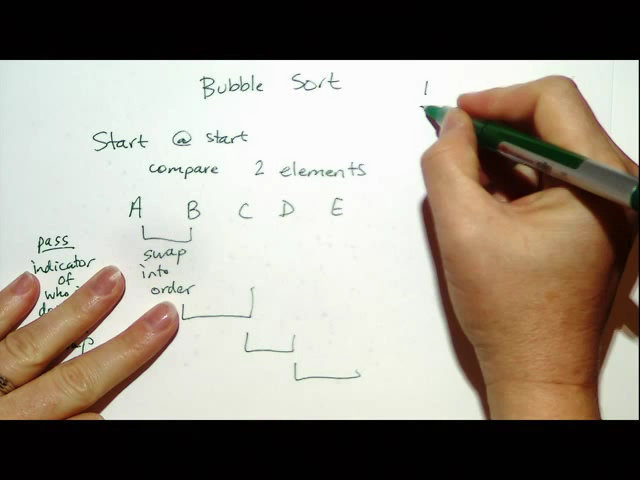 Bubble Sort
1
Start @ start
compare 2 elements
A B C D E
swap
into
order
pass
indicator
of